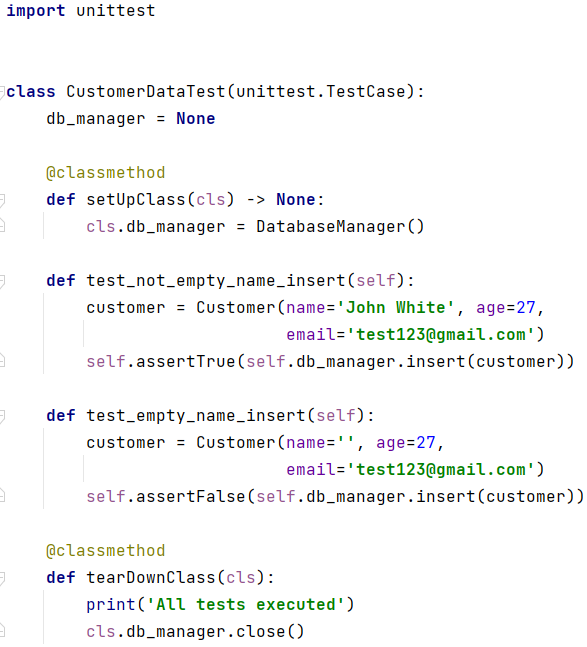 import unittest
class CustomerDataTest(unittest.TestCase):
    db_manager = None
    @classmethod
    def setUpClass(cls) -> None:
        cls.db_manager = DatabaseManager()
    def test_not_empty_name_insert(self):
        customer = Customer(name='John White', age=27,
                            email='test123@gmail.com')
        self.assertTrue(self.db_manager.insert(customer))
    def test_empty_name_insert(self):
        customer = Customer(name='', age=27,
                            email='test123@gmail.com')
        self.assertFalse(self.db_manager.insert(customer))
    @classmethod
    def tearDownClass(cls):
        print('All tests executed')
        cls.db_manager.close()